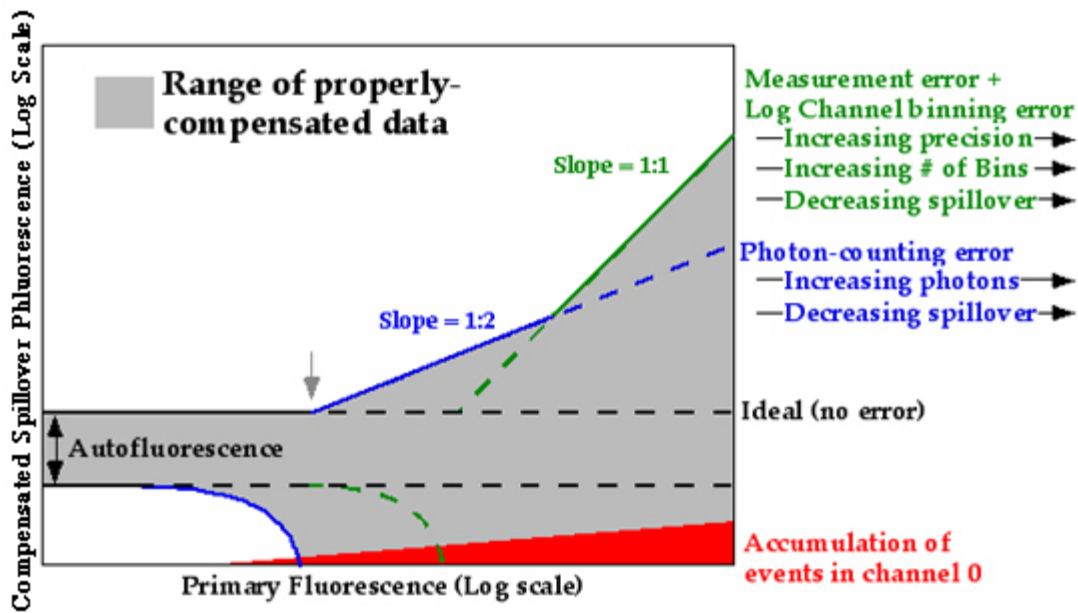 Compensated Spillover Phluorescence (Log Scale)
Range of properly-
compensated data
Measurement error +
Log Channel binning error
Increasing precision
Increasing # of Bins
Decreasing spillover
Slope = 1:1
Photon-counting error
Increasing photons
Decreasing spillover
Slope = 1:2
Ideal (no error)
Autofluorescence
Accumulation of
events in channel 0
Primary Fluorescence (Log scale)